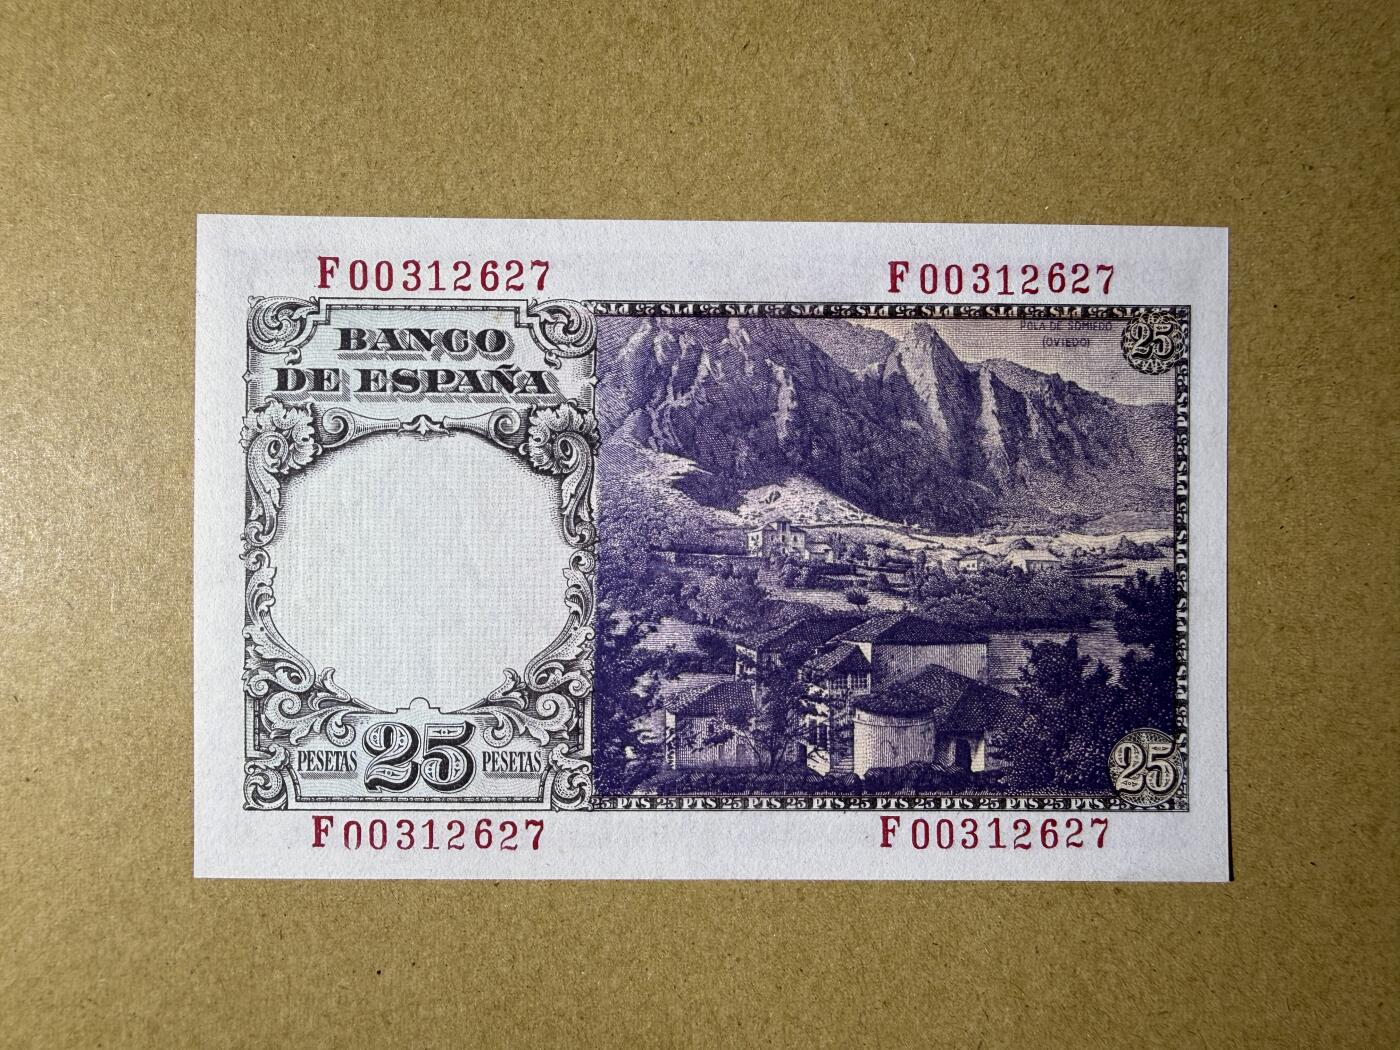 F00312627 F00312627
BANCO
DE ESPAÑA
POLA DE SOMIEDO
(OVIEDO)
25
PESETAS 25 PESETAS
25
F00312627 F00312627